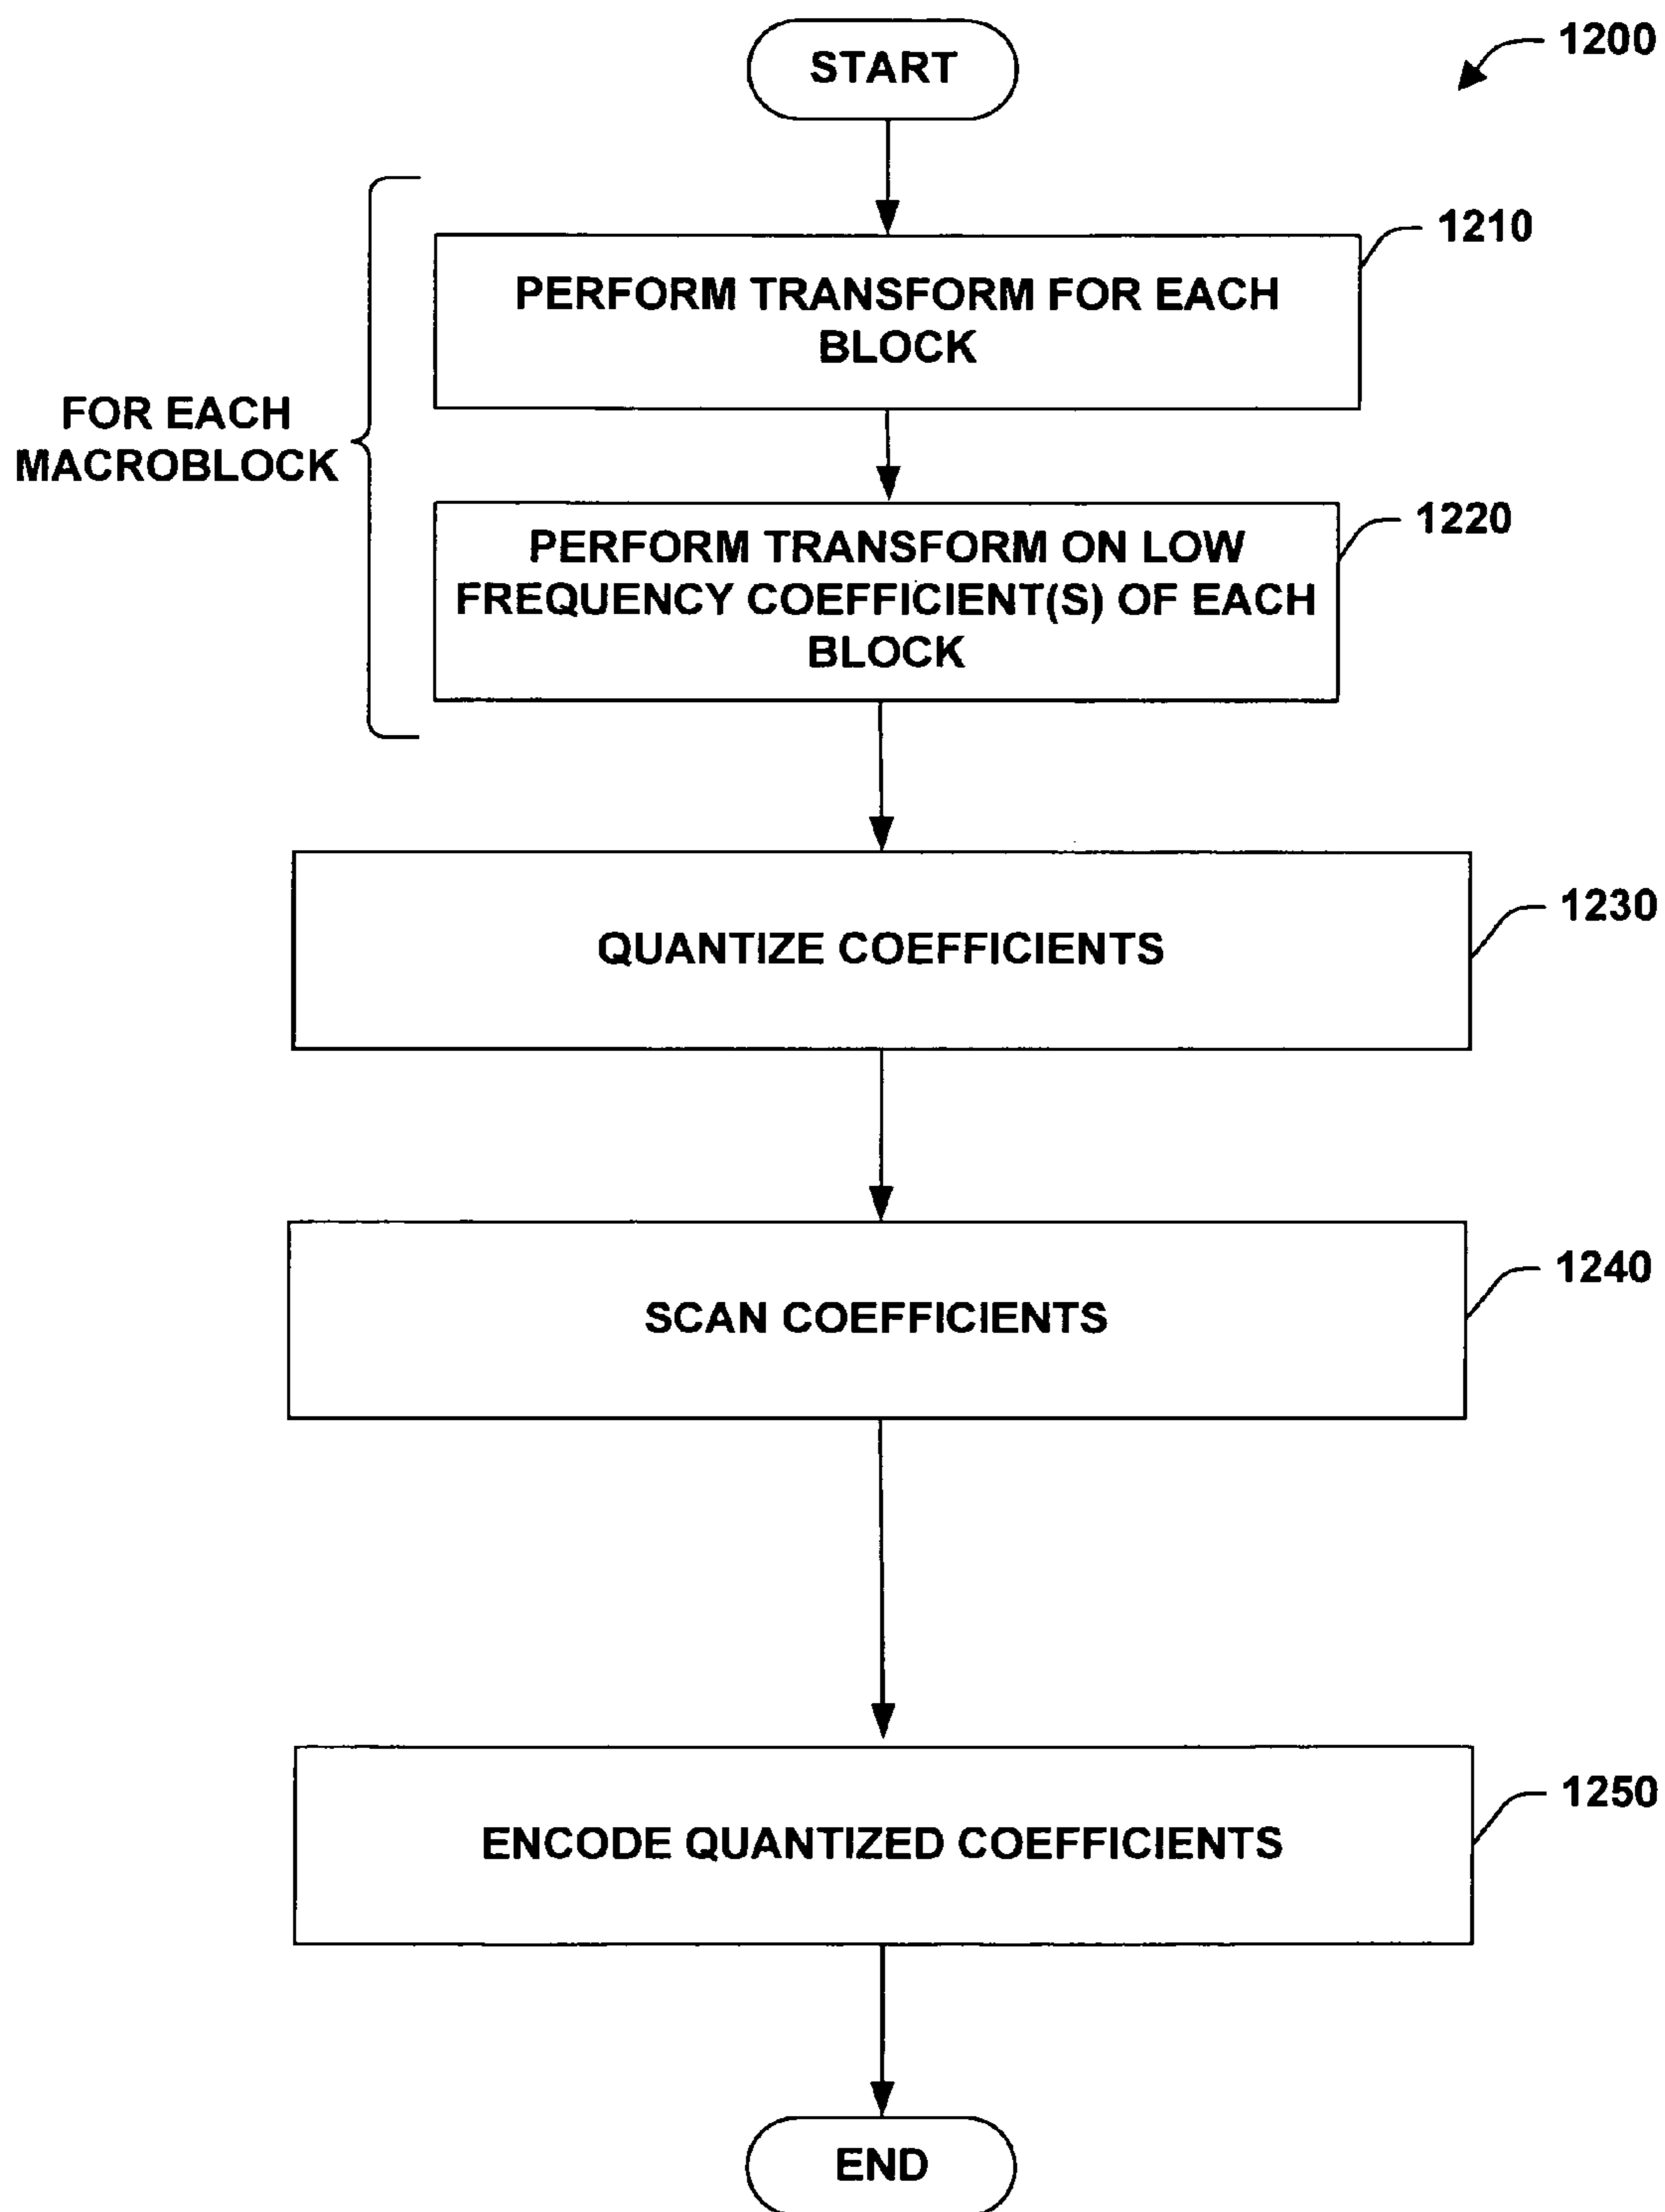 START
1200
1210
PERFORM TRANSFORM FOR EACH
BLOCK
FOR EACH
MACROBLOCK
1220
PERFORM TRANSFORM ON LOW
FREQUENCY COEFFICIENT(S) OF EACH
BLOCK
1230
QUANTIZE COEFFICIENTS
1240
SCAN COEFFICIENTS
1250
ENCODE QUANTIZED COEFFICIENTS
END